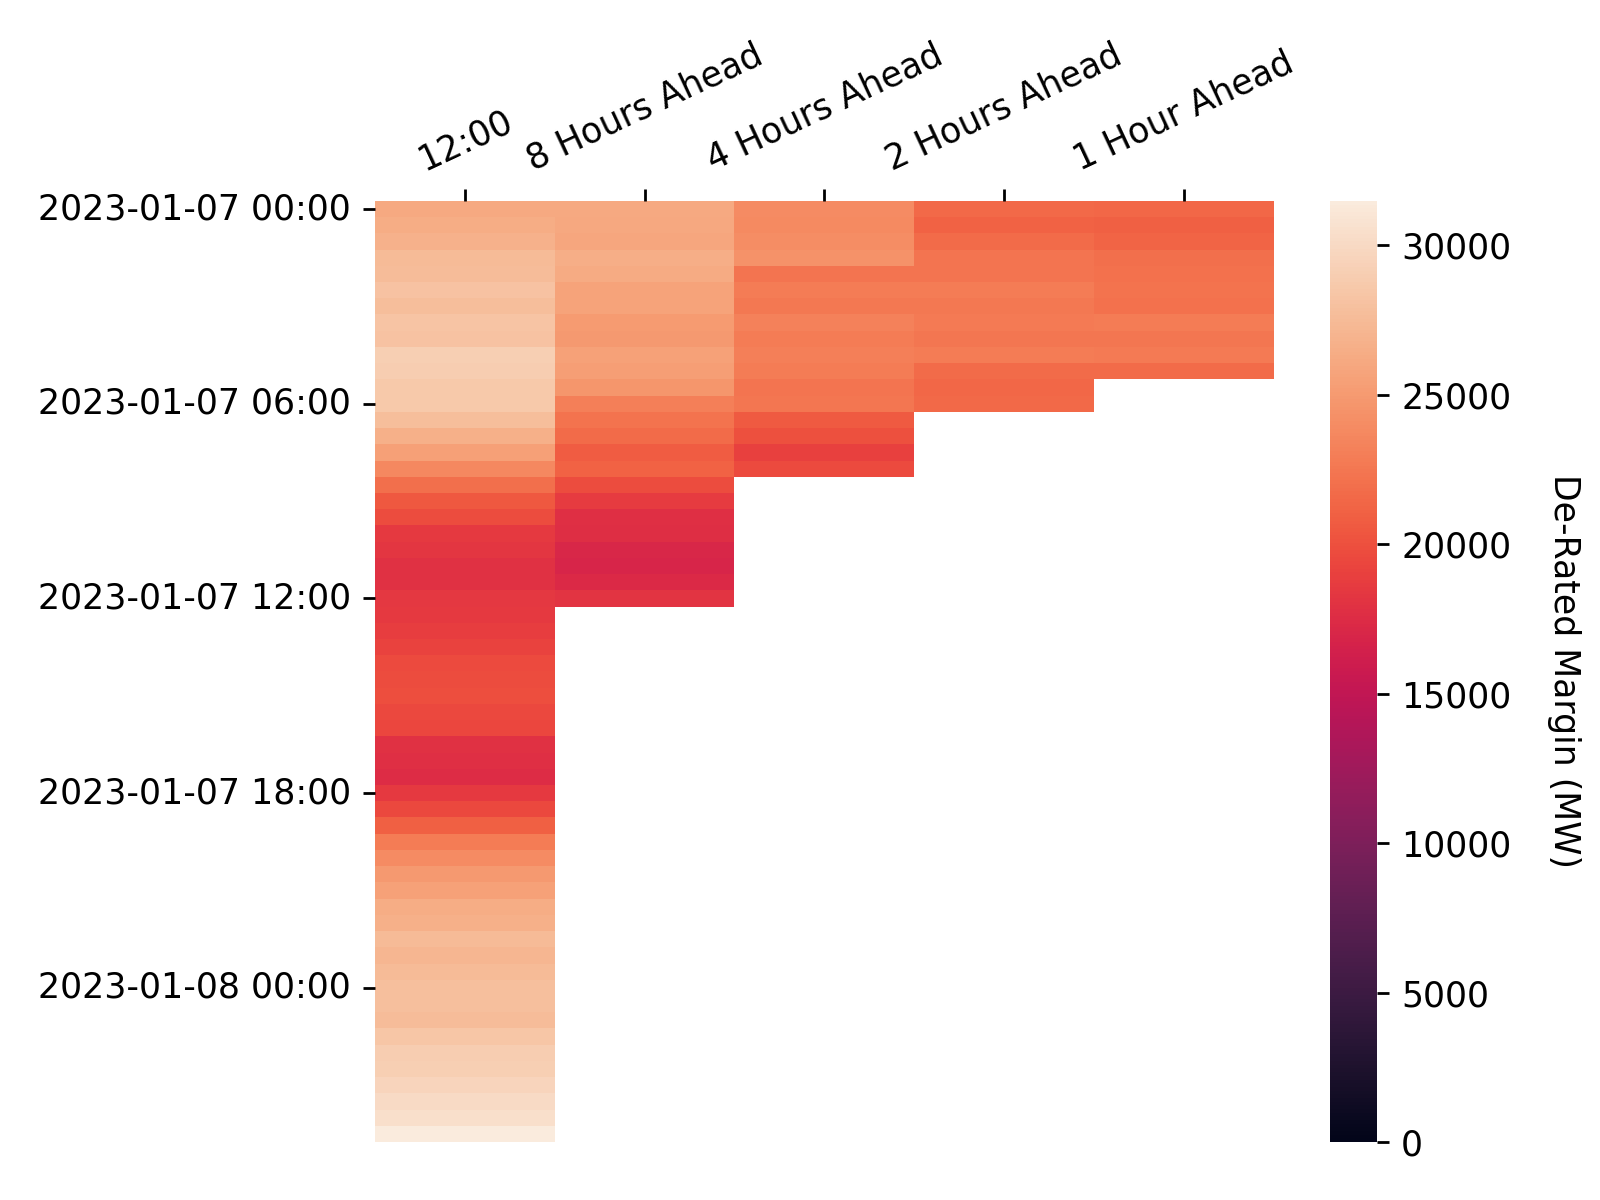 12:00
8 Hours Ahead
4 Hours Ahead
2 Hours Ahead
1 Hour Ahead
2023-01-07 00:00
2023-01-07 06:00
2023-01-07 12:00
2023-01-07 18:00
2023-01-08 00:00
30000
25000
20000
15000
10000
5000
0
De-Rated Margin (MW)